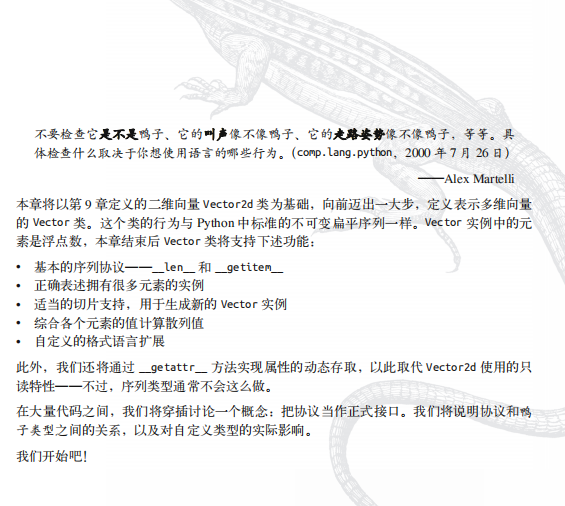 不要检查它是不是鸭子、它的叫声像不像鸭子、它的走路姿势像不像鸭子，等等。具
体检查什么取决于你想使用语言的哪些行为。(comp.lang.python，2000 年 7 月 26 日)
——Alex Martelli
本章将以第 9 章定义的二维向量 Vector2d 类为基础，向前迈出一大步，定义表示多维向量
的 Vector 类。这个类的行为与 Python 中标准的不可变扁平序列一样。Vector 实例中的元
素是浮点数，本章结束后 Vector 类将支持下述功能：
• 基本的序列协议——__len__ 和 __getitem__
• 正确表述拥有很多元素的实例
• 适当的切片支持，用于生成新的 Vector 实例
• 综合各个元素的值计算散列值
• 自定义的格式语言扩展
此外，我们还将通过 __getattr__ 方法实现属性的动态存取，以此取代 Vector2d 使用的只
读特性——不过，序列类型通常不会这么做。
在大量代码之间，我们将穿插讨论一个概念：把协议当作正式接口。我们将说明协议和鸭
子类型之间的关系，以及对自定义类型的实际影响。
我们开始吧！